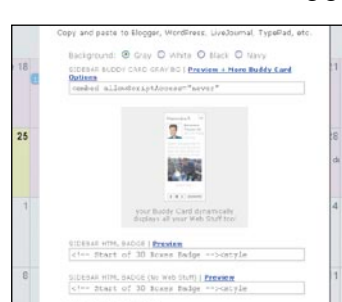 Copy and paste to Blogger, WordPress, LiveJournal, TypePad, etc.
Background: Gray White Black Navy
SIDEBAR BUDDY CARD GRAY BG | Preview + More Buddy Card
Options
<embed allowScriptAccess="never"
your Buddy Card dynamically
displays all your Web Stuff too!
SIDEBAR HTML BADGE | Preview
<!-- Start of 30 Boxes Badge --><style
SIDEBAR HTML BADGE (No Web Stuff) | Preview
<!-- Start of 30 Boxes Badge --><style
18
25
1
8
4
1